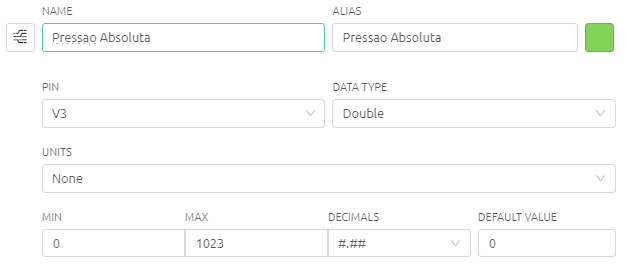 NAME ALIAS
Pressao Absoluta Pressao Absoluta
PIN DATA TYPE
V3 Double
UNITS
None
MIN MAX DECIMALS DEFAULT VALUE
0 1023 #.## 0